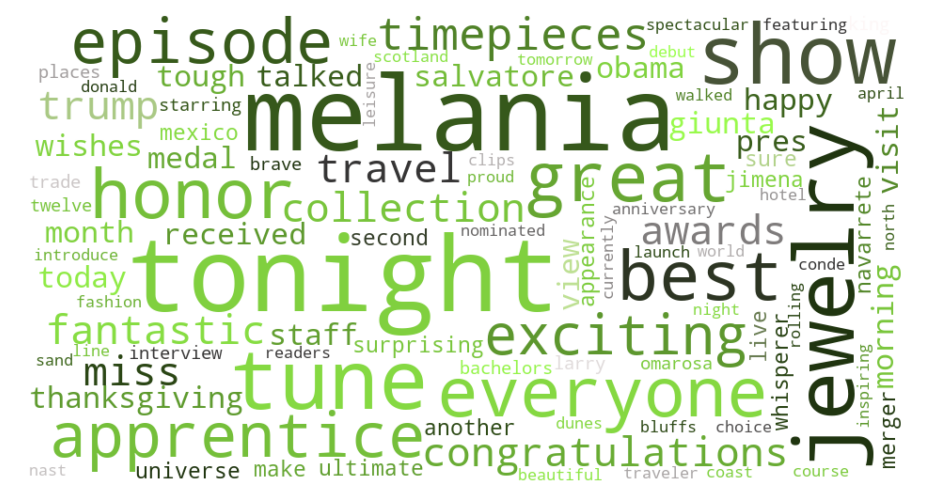 spectacular featuring
episode wife timepieces show
scotland tomorrow debut
places tough talked salvatore obama
donald leisure walked happy april
trump starring melania giunta
wishes mexico medal brave travel clips pres visit
proud great sure jimena
trade honor hotel north
twelve collection appearance anniversary navarrete
month received second nominated currently awards
introduce tonight view launch world conde
today best jewelry
fashion night rolling morning
fantastic staff surprising exciting live
sand line interview readers larry omarosa whisperer inspiring
miss tune bachelors everyone
thanksgiving dunes bluffs choice merger
apprentice another congratulations
nast universe make ultimate beautiful traveler coast course